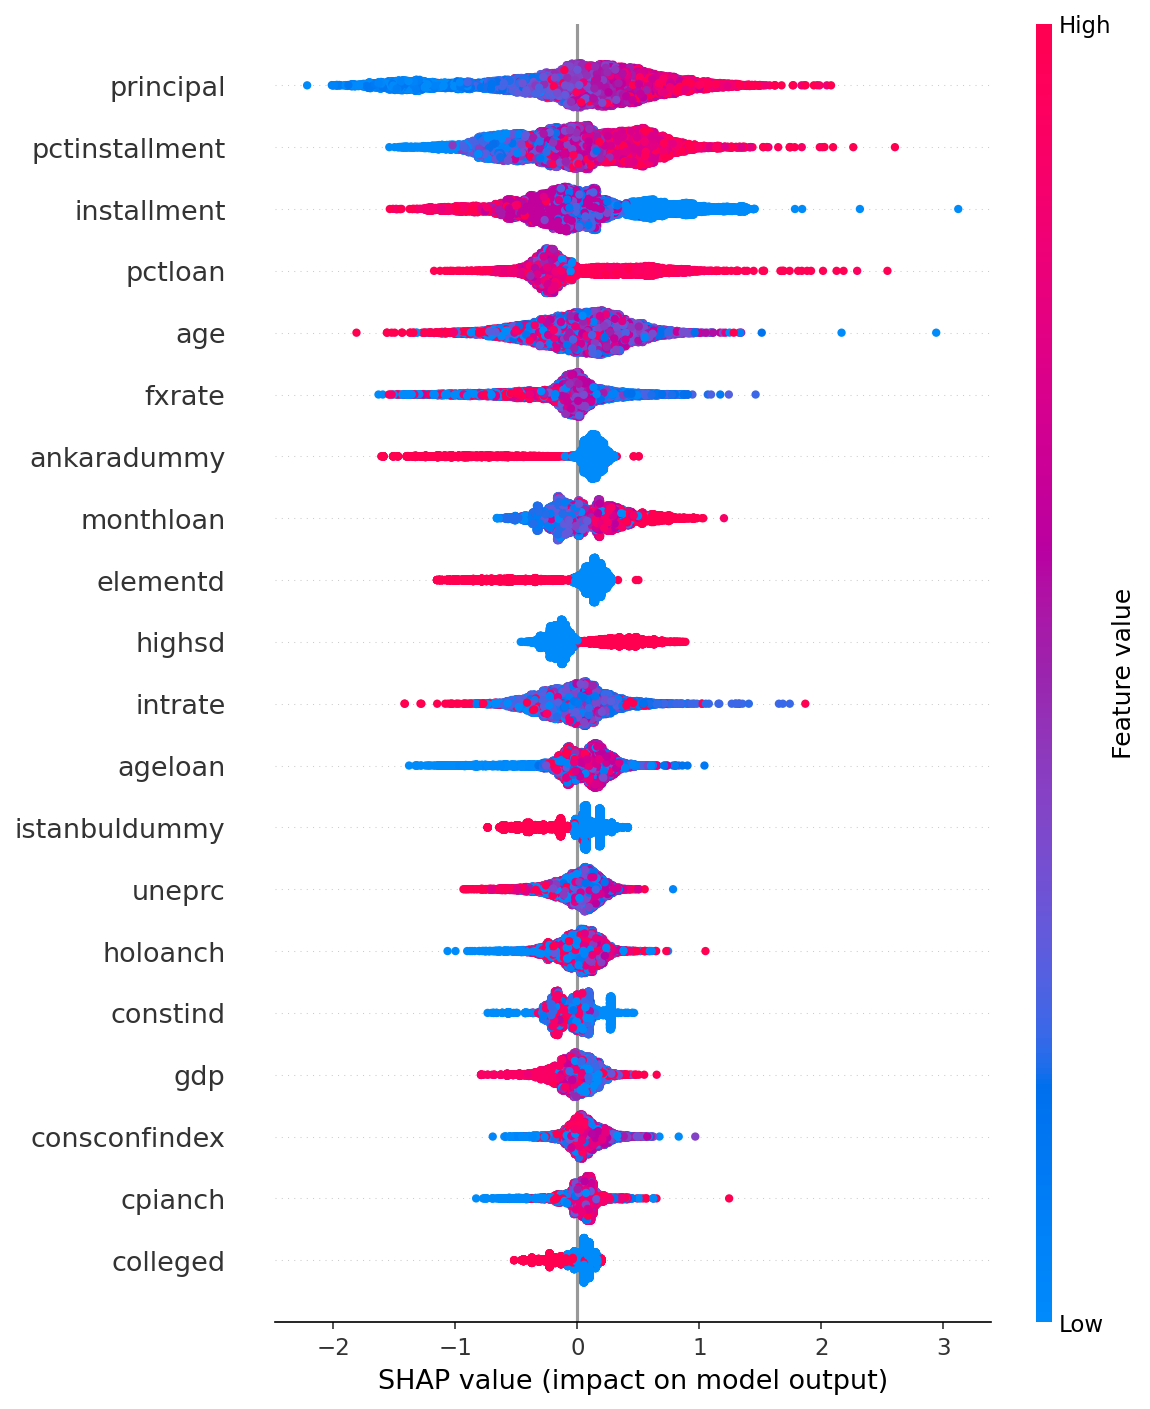 High
principal
pctinstallment
installment
pctloan
age
fxrate
ankaradummy
monthloan
elementd
highsd
intrate
ageloan
istanbuldummy
uneprc
holoanch
constind
gdp
consconfindex
cpianch
colleged
Feature value
Low
−2 −1 0 1 2 3
SHAP value (impact on model output)